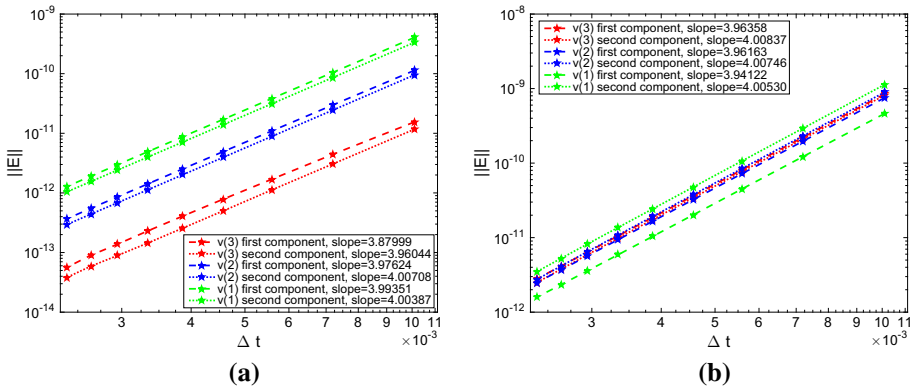 10^-9
10^-10
10^-11
10^-12
10^-13
10^-14
||E||
v(3) first component, slope=3.87999
v(3) second component, slope=3.96044
v(2) first component, slope=3.97624
v(2) second component, slope=4.00708
v(1) first component, slope=3.99351
v(1) second component, slope=4.00387
3 4 5 6 7 8 9 10 11
Δ t
×10^-3
(a)
10^-8
10^-9
10^-10
10^-11
10^-12
||E||
v(3) first component, slope=3.96358
v(3) second component, slope=4.00837
v(2) first component, slope=3.96163
v(2) second component, slope=4.00746
v(1) first component, slope=3.94122
v(1) second component, slope=4.00530
3 4 5 6 7 8 9 10 11
Δ t
×10^-3
(b)